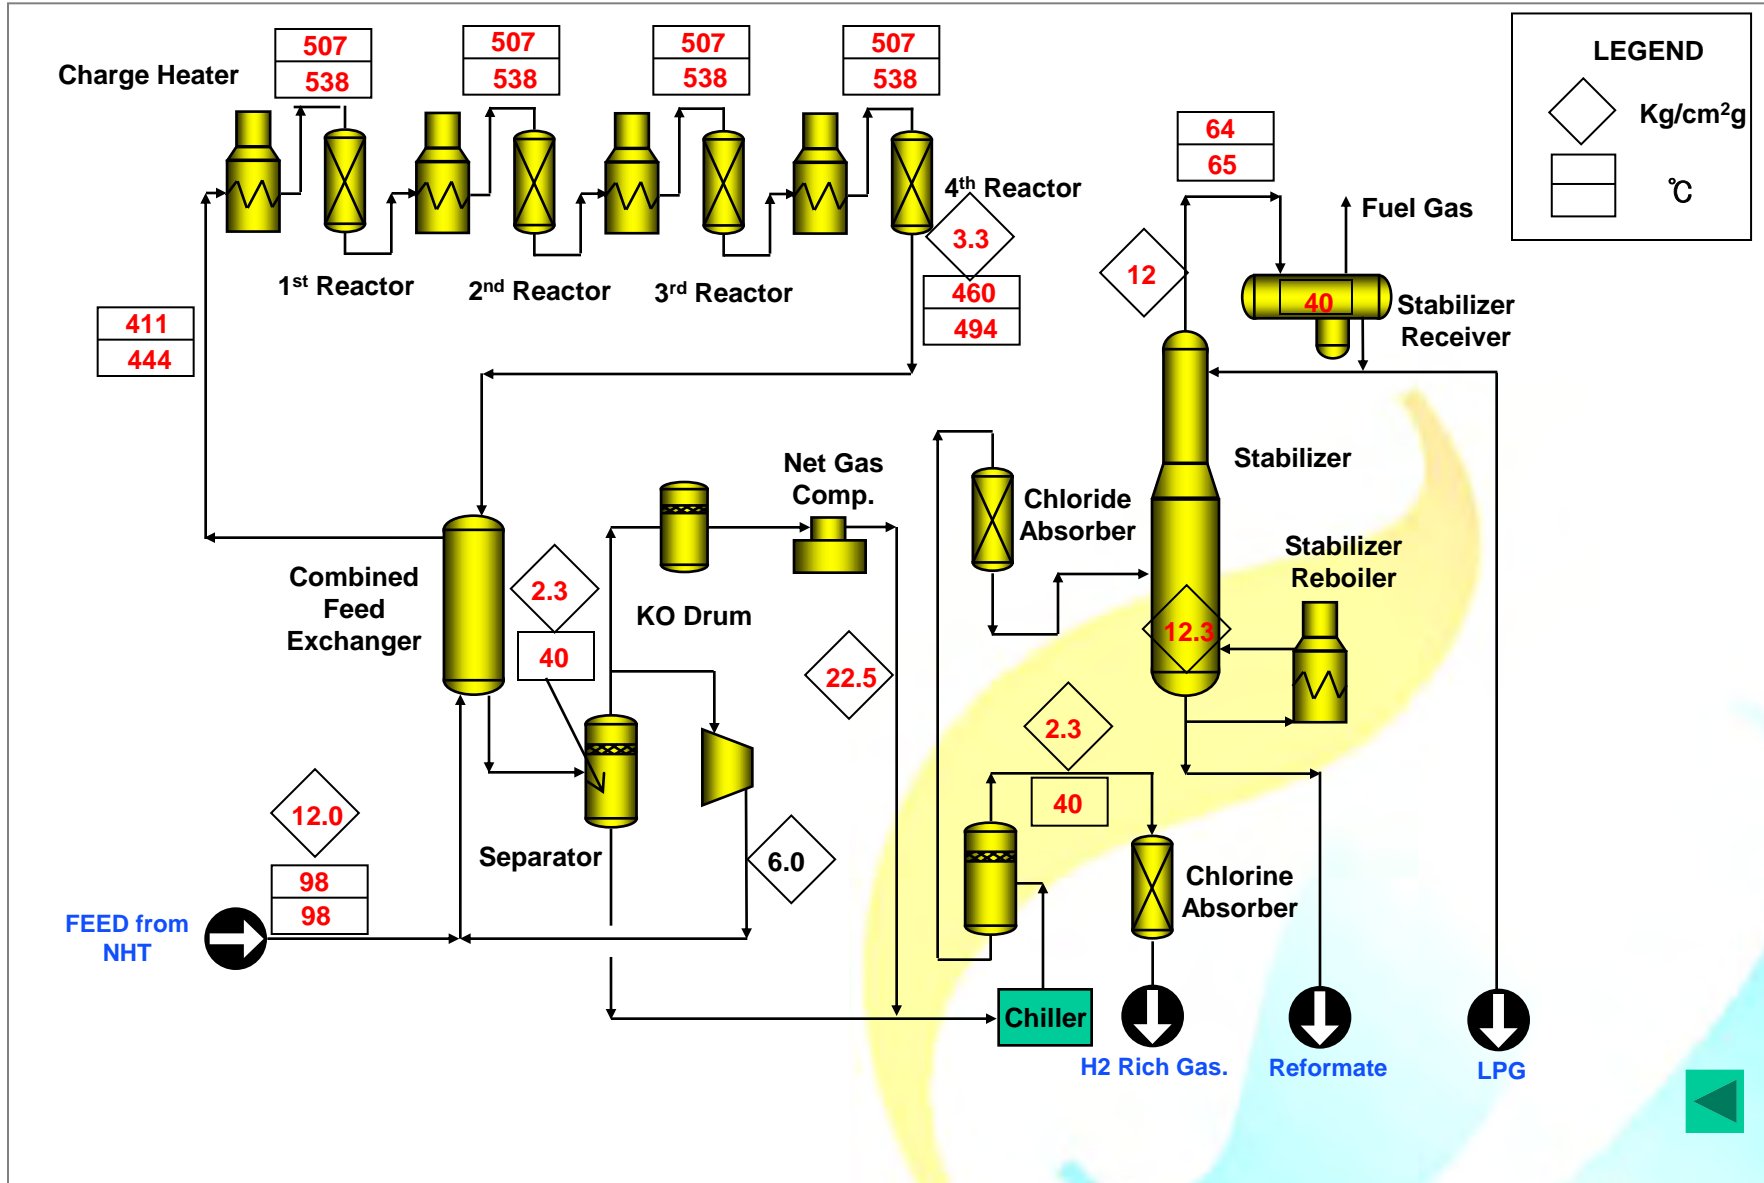 507
538
507
538
507
538
507
538
LEGEND
Kg/cm²g
℃
Charge Heater
64
65
4th Reactor
3.3
Fuel Gas
12
1st Reactor
2nd Reactor
3rd Reactor
460
494
40
Stabilizer
Receiver
411
444
Net Gas
Comp.
Stabilizer
Chloride
Absorber
Combined
Feed
Exchanger
2.3
KO Drum
40
Stabilizer
Reboiler
12.3
22.5
2.3
40
12.0
Separator
6.0
98
98
Chlorine
Absorber
FEED from
NHT
Chiller
H2 Rich Gas.
Reformate
LPG